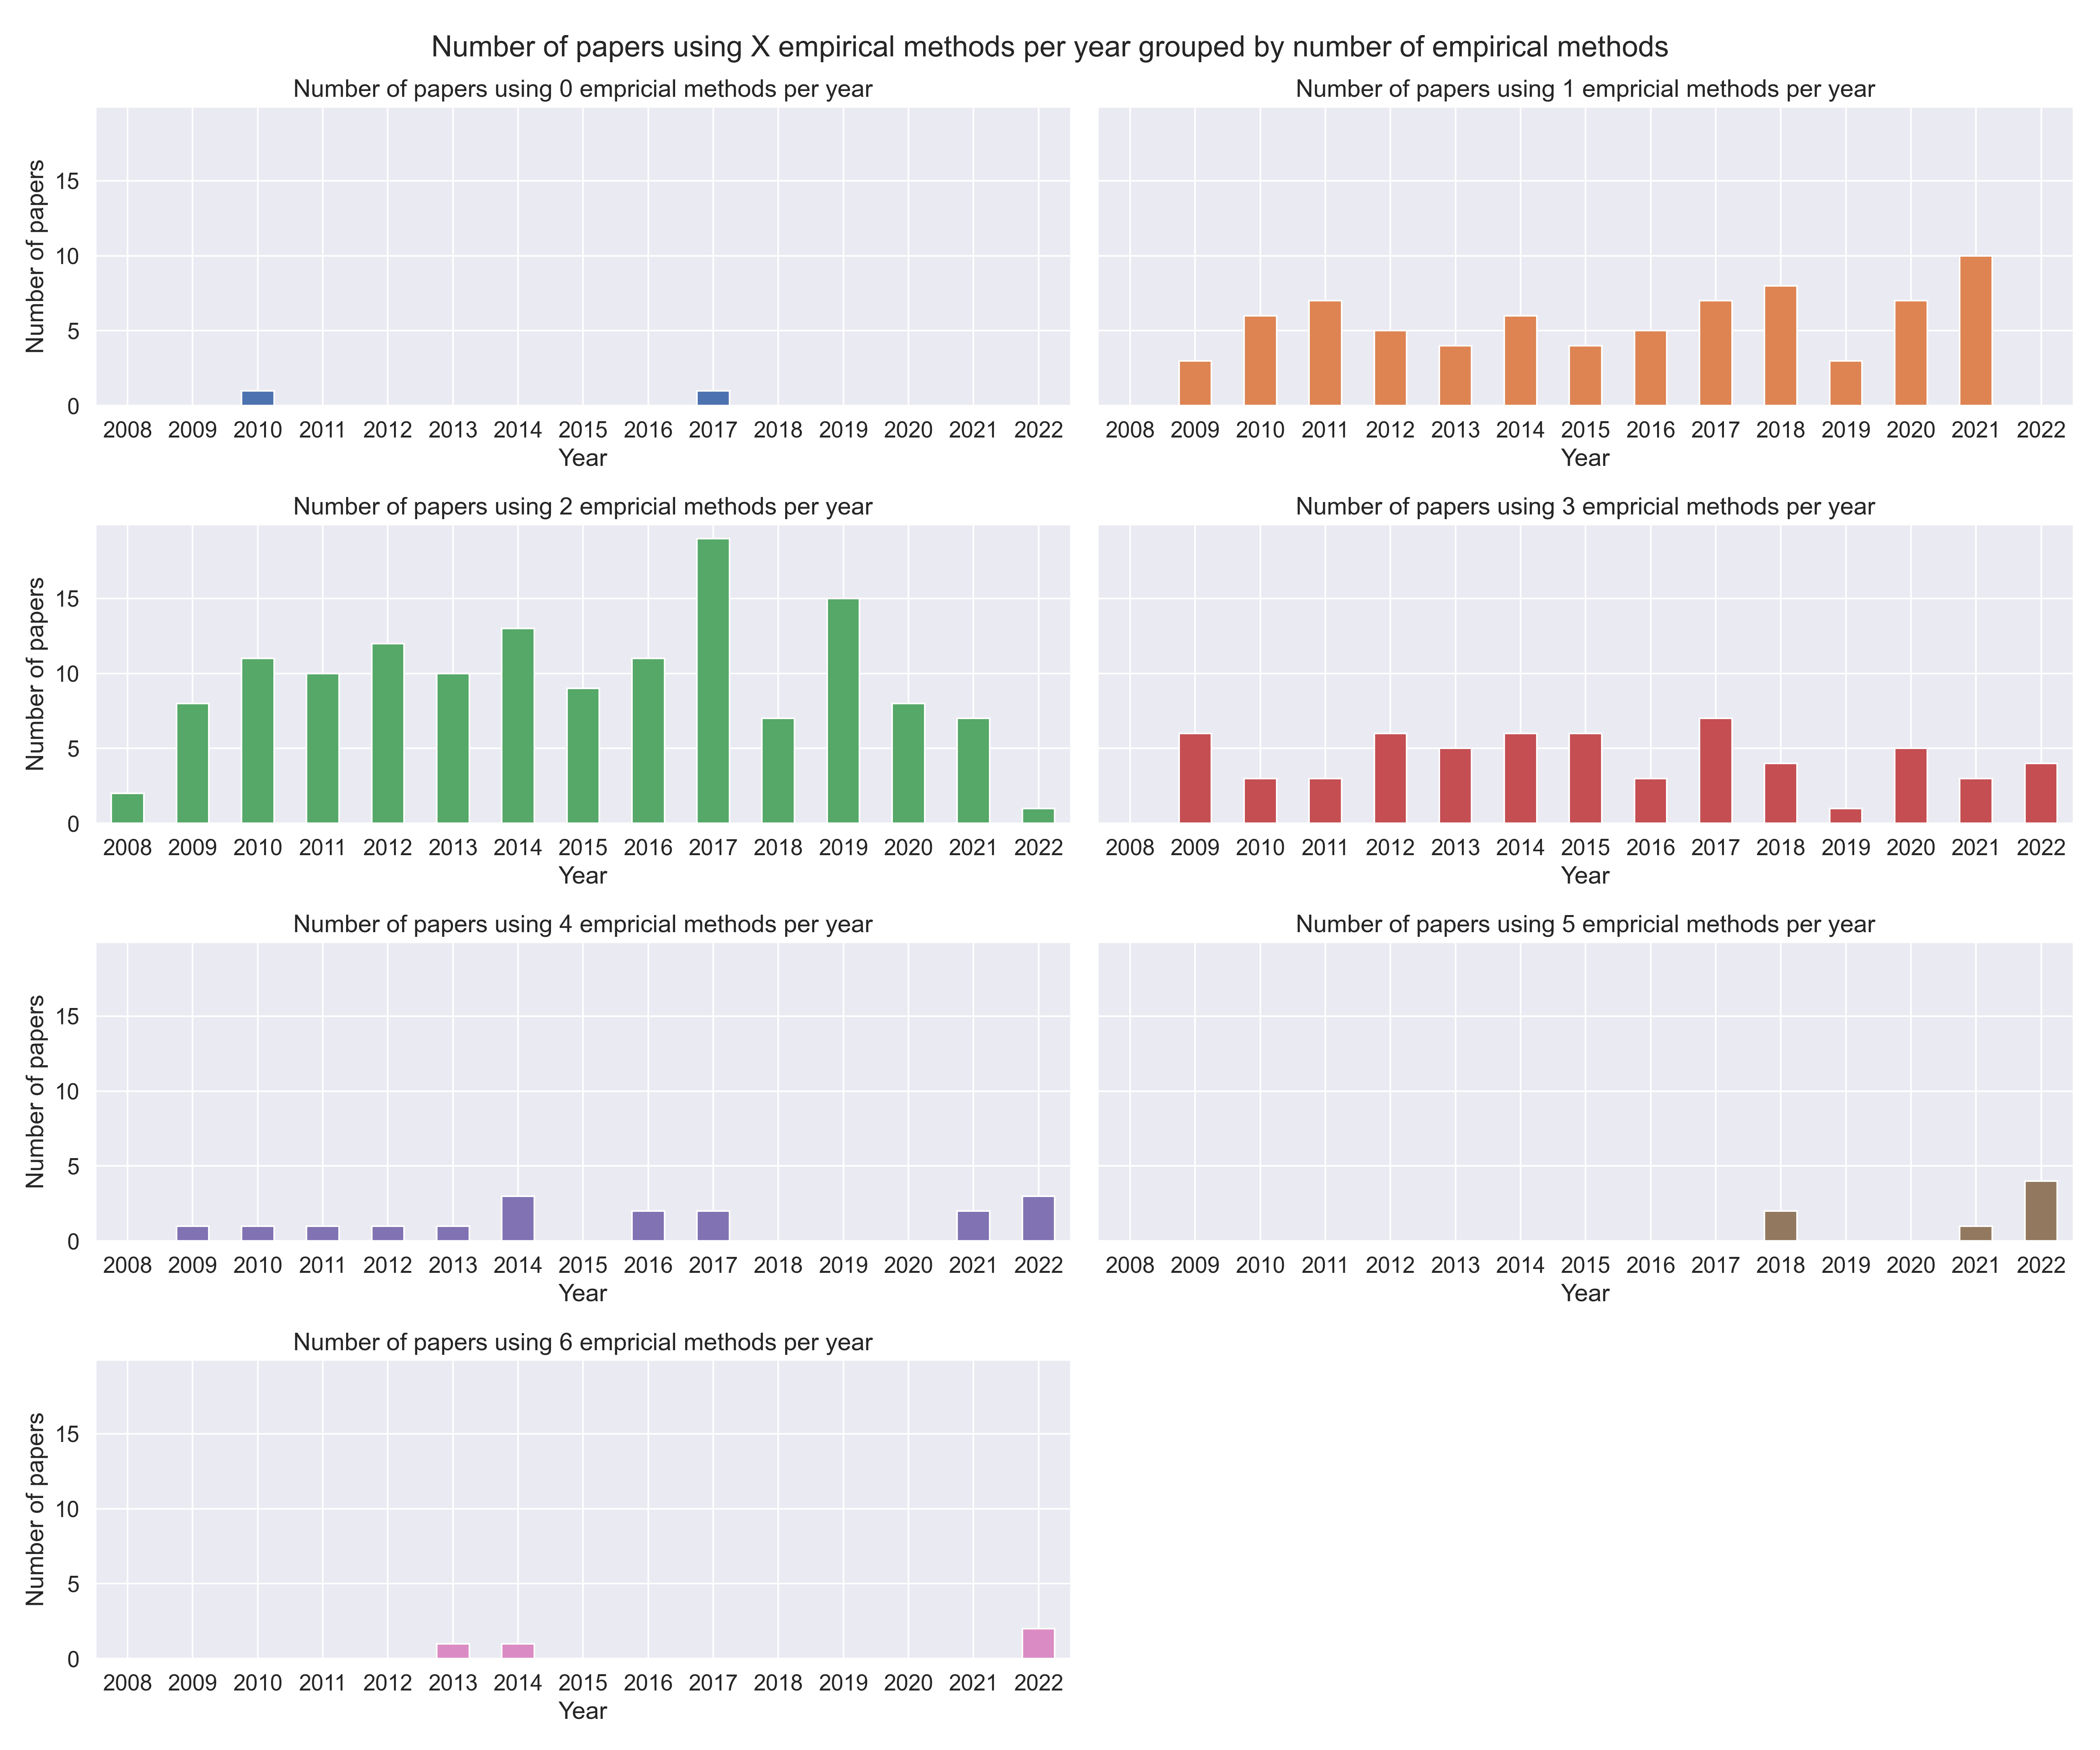 Number of papers using X empirical methods per year grouped by number of empirical methods
Number of papers using 0 empricial methods per year
Number of papers
15
10
5
0
2008 2009 2010 2011 2012 2013 2014 2015 2016 2017 2018 2019 2020 2021 2022
Year
Number of papers using 1 empricial methods per year
2008 2009 2010 2011 2012 2013 2014 2015 2016 2017 2018 2019 2020 2021 2022
Year
Number of papers using 2 empricial methods per year
Number of papers
15
10
5
0
2008 2009 2010 2011 2012 2013 2014 2015 2016 2017 2018 2019 2020 2021 2022
Year
Number of papers using 3 empricial methods per year
2008 2009 2010 2011 2012 2013 2014 2015 2016 2017 2018 2019 2020 2021 2022
Year
Number of papers using 4 empricial methods per year
Number of papers
15
10
5
0
2008 2009 2010 2011 2012 2013 2014 2015 2016 2017 2018 2019 2020 2021 2022
Year
Number of papers using 5 empricial methods per year
2008 2009 2010 2011 2012 2013 2014 2015 2016 2017 2018 2019 2020 2021 2022
Year
Number of papers using 6 empricial methods per year
Number of papers
15
10
5
0
2008 2009 2010 2011 2012 2013 2014 2015 2016 2017 2018 2019 2020 2021 2022
Year